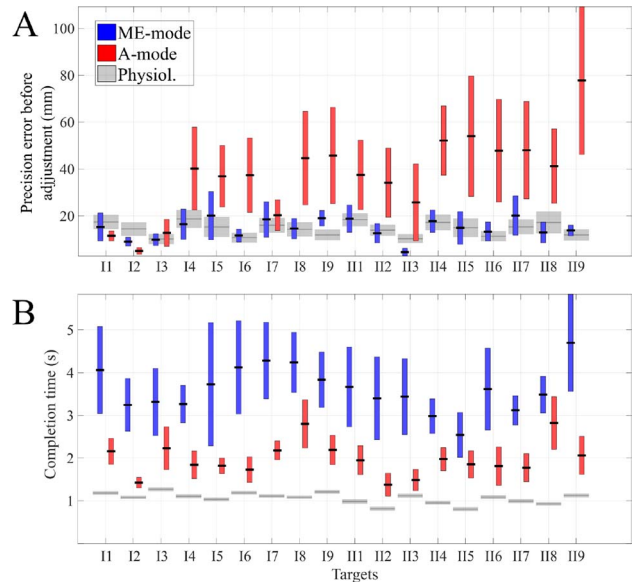 A
ME-mode
A-mode
Physiol.
Precision error before
adjustment (mm)
100
80
60
40
20
I1 I2 I3 I4 I5 I6 I7 I8 I9 II1 II2 II3 II4 II5 II6 II7 II8 II9
B
Completion time (s)
5
4
3
2
1
I1 I2 I3 I4 I5 I6 I7 I8 I9 II1 II2 II3 II4 II5 II6 II7 II8 II9
Targets